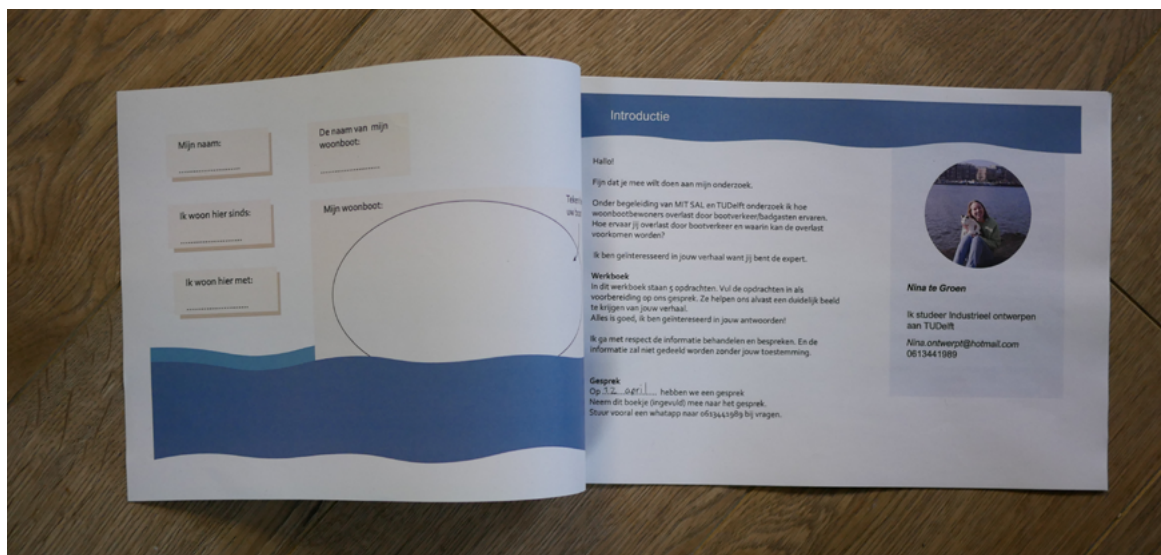 Mijn naam:
De naam van mijn
woonboot:
Ik woon hier sinds:
Ik woon hier met:
Mijn woonboot:
Introductie
Hallo!
Fijn dat je mee wilt doen aan mijn onderzoek.
Onder begeleiding van MIT SAL en TUDelft onderzoek ik hoe
woonbootbewoners overlast door bootverkeer/badgasten ervaren.
Hoe ervaar jij overlast door bootverkeer en waarin kan de overlast
voorkomen worden?
Ik ben geïnteresseerd in jouw verhaal want jij bent de expert.
Werkboek
In dit werkboek staan 5 opdrachten. Vul de opdrachten in als
voorbereiding op ons gesprek. Ze helpen ons alvast een duidelijk beeld
te krijgen van jouw verhaal.
Alles is goed, ik ben geïntereseerd in jouw antwoorden!
Ik ga met respect de informatie behandelen en bespreken. En de
informatie zal niet gedeeld worden zonder jouw toestemming.
Gesprek
Op 12 april hebben we een gesprek
Neem dit boekje (ingevuld) mee naar het gesprek.
Stuur vooral een whatapp naar 0613441989 bij vragen.
Nina te Groen
Ik studeer Industrieel ontwerpen
aan TUDelft
Nina.ontwerpt@hotmail.com
0613441989